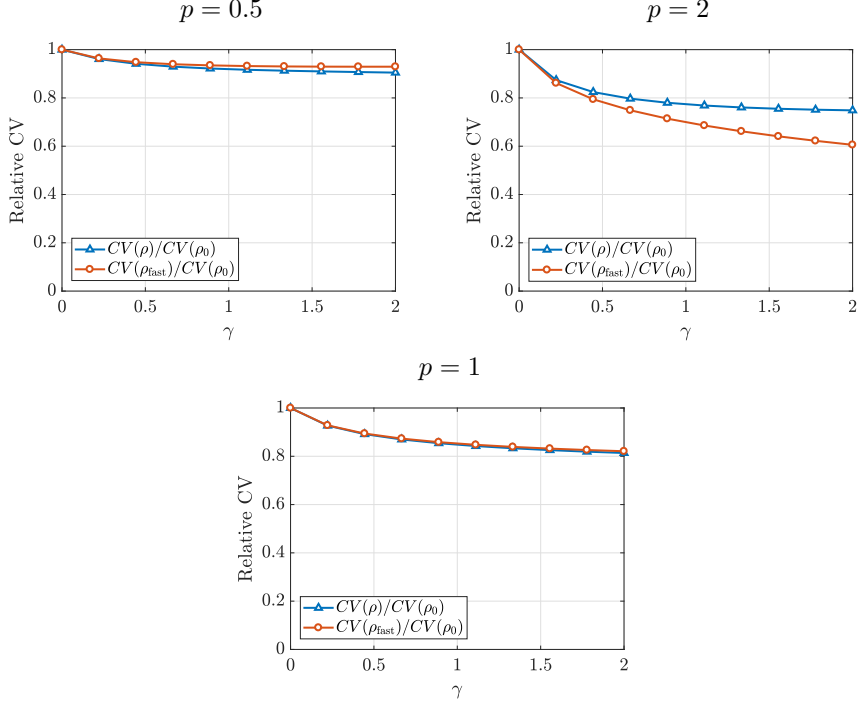 p = 0.5
1
0.8
0.6
0.4
0.2
0
Relative CV
CV(ρ)/CV(ρ₀)
CV(ρ_fast)/CV(ρ₀)
0 0.5 1 1.5 2
γ
p = 2
1
0.8
0.6
0.4
0.2
0
Relative CV
CV(ρ)/CV(ρ₀)
CV(ρ_fast)/CV(ρ₀)
0 0.5 1 1.5 2
γ
p = 1
1
0.8
0.6
0.4
0.2
0
Relative CV
CV(ρ)/CV(ρ₀)
CV(ρ_fast)/CV(ρ₀)
0 0.5 1 1.5 2
γ